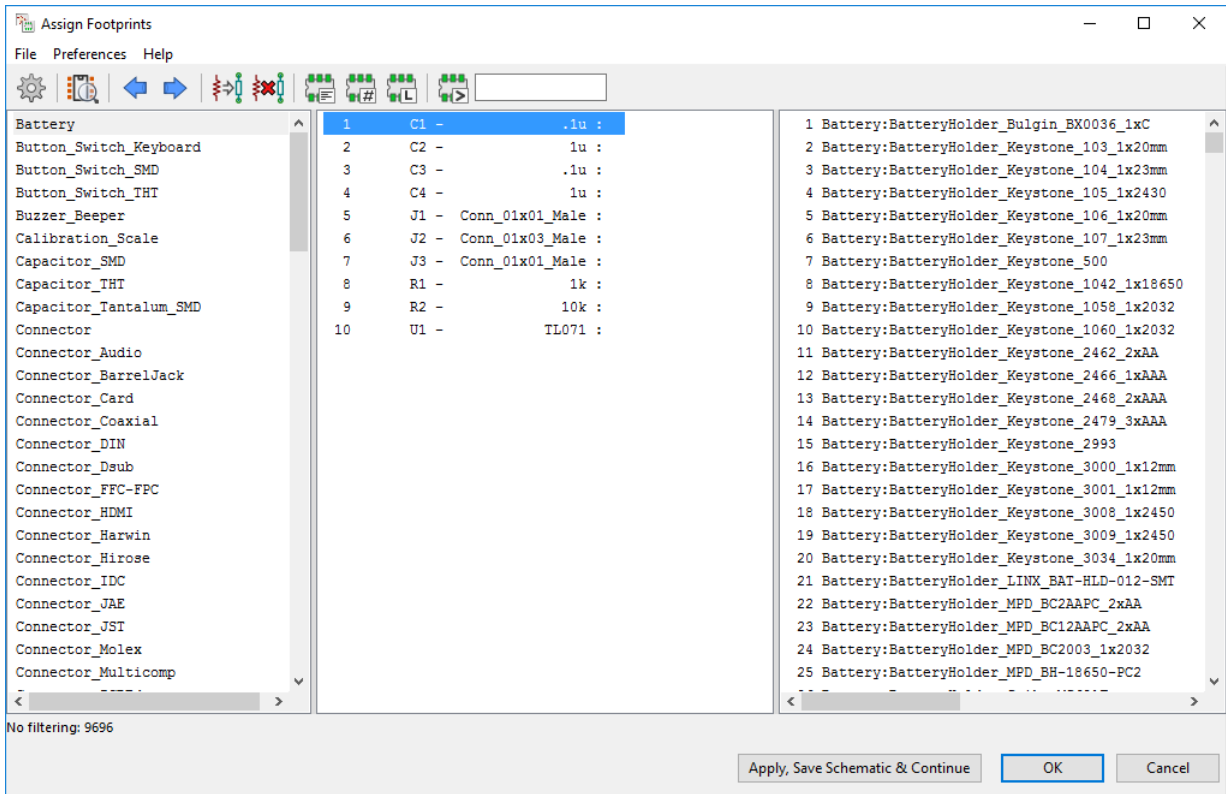 Assign Footprints
File Preferences Help
# L >
Battery
Button_Switch_Keyboard
Button_Switch_SMD
Button_Switch_THT
Buzzer_Beeper
Calibration_Scale
Capacitor_SMD
Capacitor_THT
Capacitor_Tantalum_SMD
Connector
Connector_Audio
Connector_BarrelJack
Connector_Card
Connector_Coaxial
Connector_DIN
Connector_Dsub
Connector_FFC-FPC
Connector_HDMI
Connector_Harwin
Connector_Hirose
Connector_IDC
Connector_JAE
Connector_JST
Connector_Molex
Connector_Multicomp
1 C1 - .1u :
2 C2 - 1u :
3 C3 - .1u :
4 C4 - 1u :
5 J1 - Conn_01x01_Male :
6 J2 - Conn_01x03_Male :
7 J3 - Conn_01x01_Male :
8 R1 - 1k :
9 R2 - 10k :
10 U1 - TL071 :
1 Battery:BatteryHolder_Bulgin_BX0036_1xC
2 Battery:BatteryHolder_Keystone_103_1x20mm
3 Battery:BatteryHolder_Keystone_104_1x23mm
4 Battery:BatteryHolder_Keystone_105_1x2430
5 Battery:BatteryHolder_Keystone_106_1x20mm
6 Battery:BatteryHolder_Keystone_107_1x23mm
7 Battery:BatteryHolder_Keystone_500
8 Battery:BatteryHolder_Keystone_1042_1x18650
9 Battery:BatteryHolder_Keystone_1058_1x2032
10 Battery:BatteryHolder_Keystone_1060_1x2032
11 Battery:BatteryHolder_Keystone_2462_2xAA
12 Battery:BatteryHolder_Keystone_2466_1xAAA
13 Battery:BatteryHolder_Keystone_2468_2xAAA
14 Battery:BatteryHolder_Keystone_2479_3xAAA
15 Battery:BatteryHolder_Keystone_2993
16 Battery:BatteryHolder_Keystone_3000_1x12mm
17 Battery:BatteryHolder_Keystone_3001_1x12mm
18 Battery:BatteryHolder_Keystone_3008_1x2450
19 Battery:BatteryHolder_Keystone_3009_1x2450
20 Battery:BatteryHolder_Keystone_3034_1x20mm
21 Battery:BatteryHolder_LINX_BAT-HLD-012-SMT
22 Battery:BatteryHolder_MPD_BC2AAPC_2xAA
23 Battery:BatteryHolder_MPD_BC12AAPC_2xAA
24 Battery:BatteryHolder_MPD_BC2003_1x2032
25 Battery:BatteryHolder_MPD_BH-18650-PC2
No filtering: 9696
Apply, Save Schematic & Continue
OK
Cancel